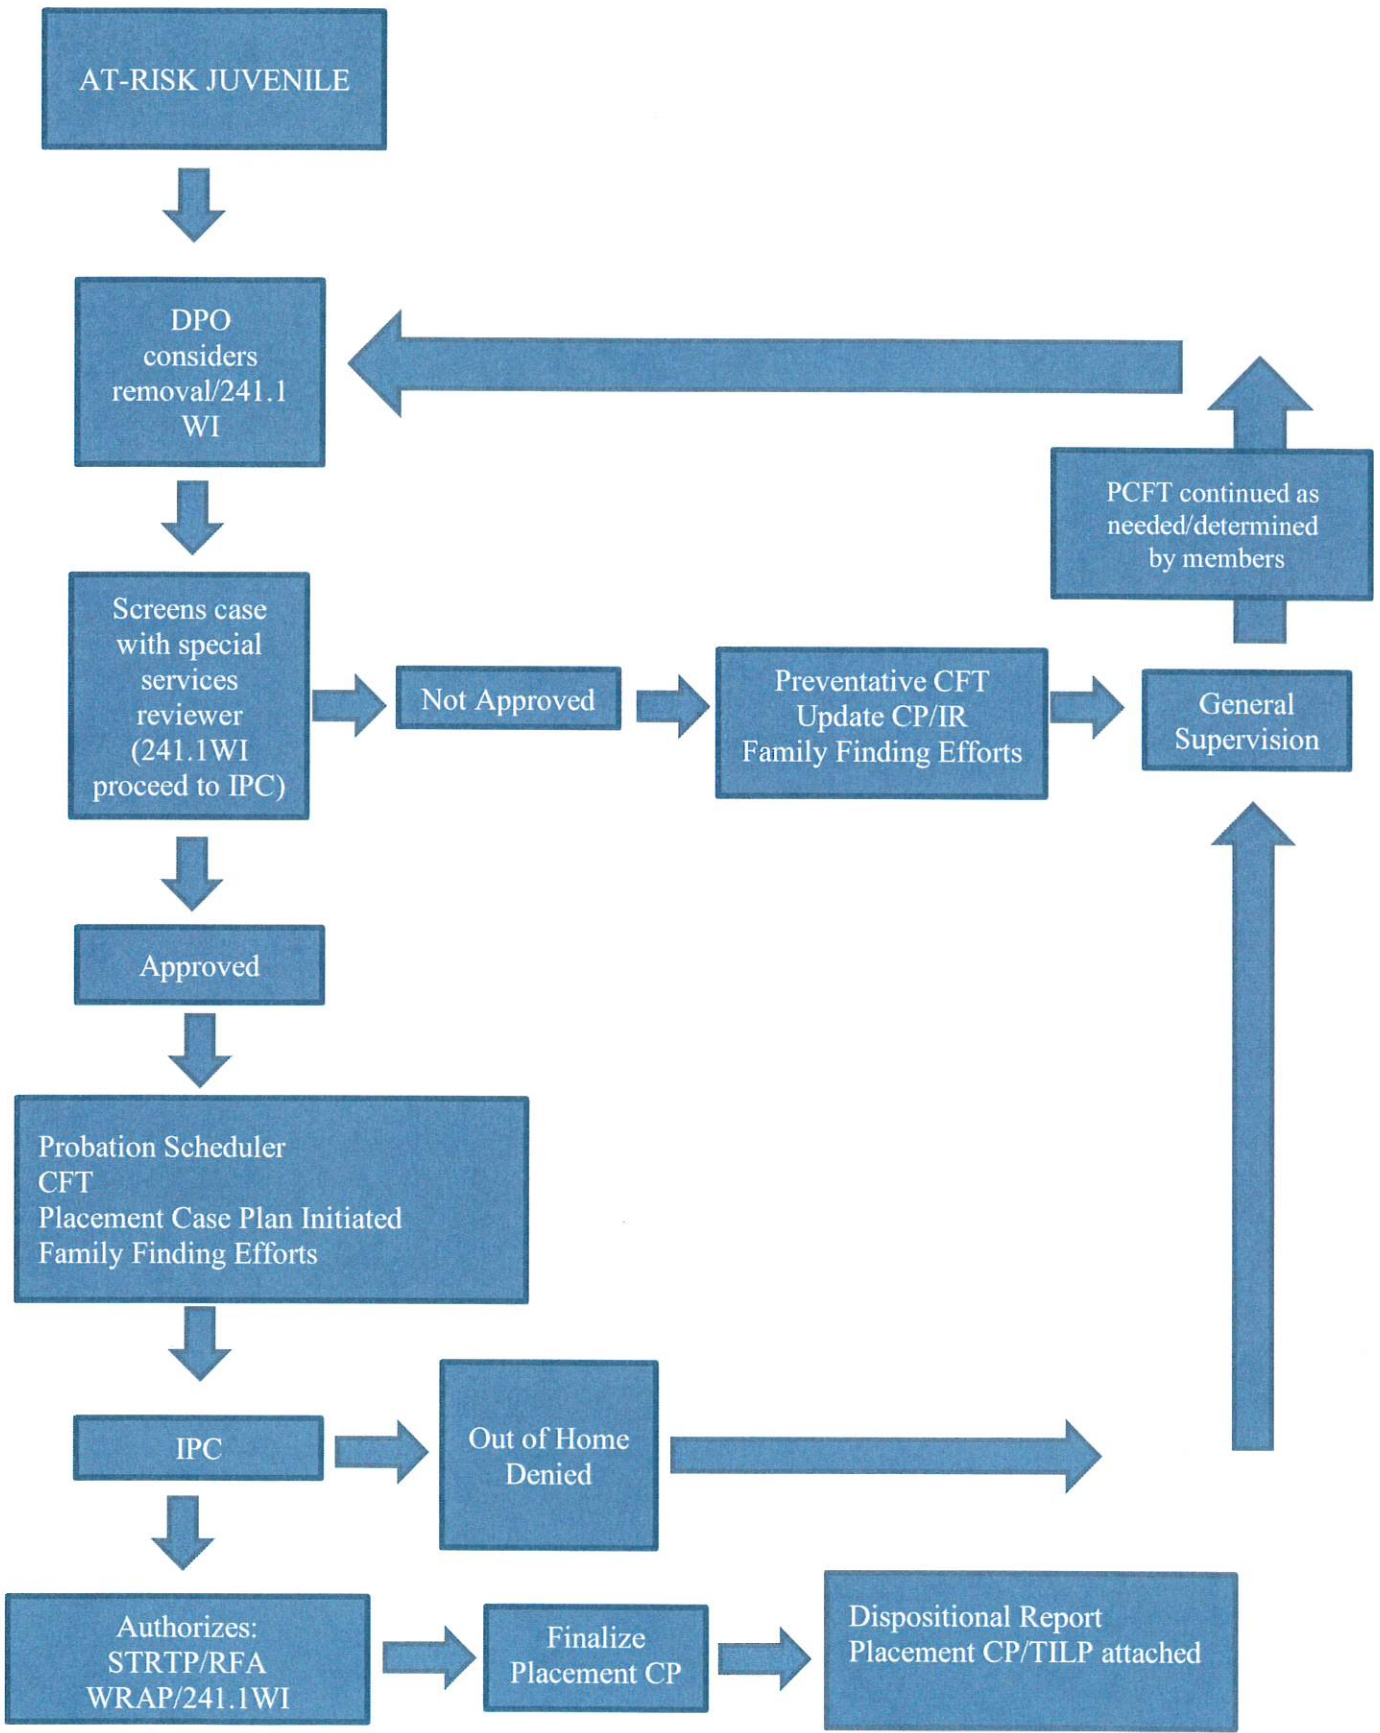 AT-RISK JUVENILE
DPO
considers
removal/241.1
WI
PCFT continued as
needed/determined
by members
Screens case
with special
services
reviewer
(241.1WI
proceed to IPC)
Not Approved
Preventative CFT
Update CP/IR
Family Finding Efforts
General
Supervision
Approved
Probation Scheduler
CFT
Placement Case Plan Initiated
Family Finding Efforts
IPC
Out of Home
Denied
Authorizes:
STRTP/RFA
WRAP/241.1WI
Finalize
Placement CP
Dispositional Report
Placement CP/TILP attached